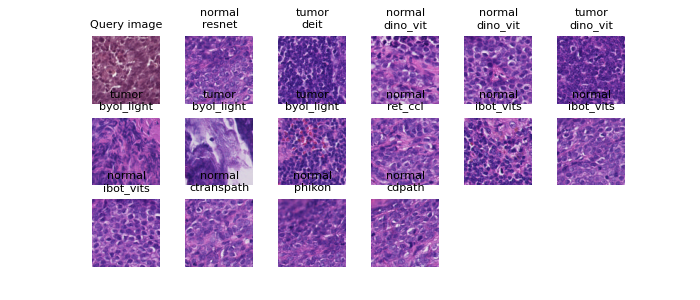 Query image
normal
resnet
tumor
deit
normal
dino_vit
normal
dino_vit
tumor
dino_vit
tumor
byol_light
tumor
byol_light
tumor
byol_light
normal
ret_ccl
normal
ibot_vits
normal
ibot_vits
normal
ibot_vits
normal
ctranspath
normal
phikon
normal
cdpath